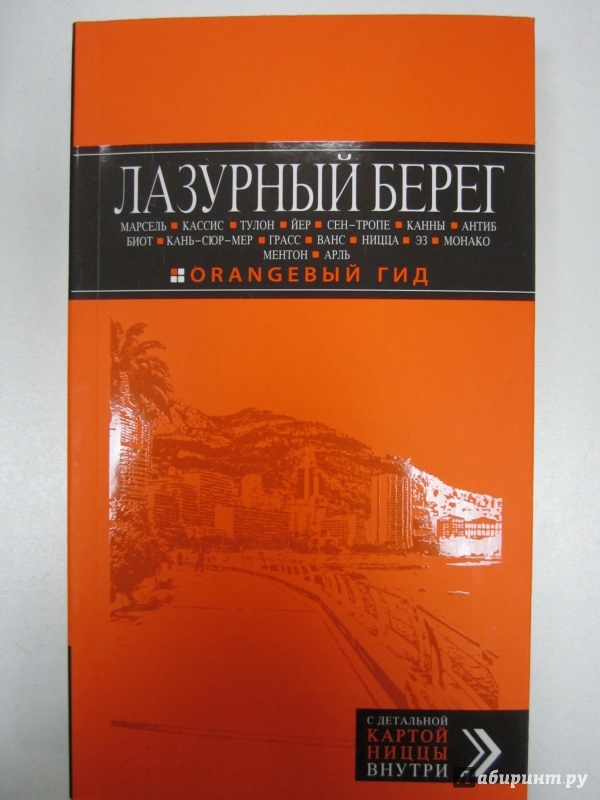 ЛАЗУРНЫЙ БЕРЕГ
МАРСЕЛЬ ▪ КАССИС ▪ ТУЛОН ▪ ЙЕР ▪ СЕН-ТРОПЕ ▪ КАННЫ ▪ АНТИБ
БИОТ ▪ КАНЬ-СЮР-МЕР ▪ ГРАСС ▪ ВАНС ▪ НИЦЦА ▪ ЭЗ ▪ МОНАКО
МЕНТОН ▪ АРЛЬ
ORANGEВЫЙ ГИД
С ДЕТАЛЬНОЙ
КАРТОЙ
НИЦЦЫ
ВНУТРИ
Лабиринт.ру